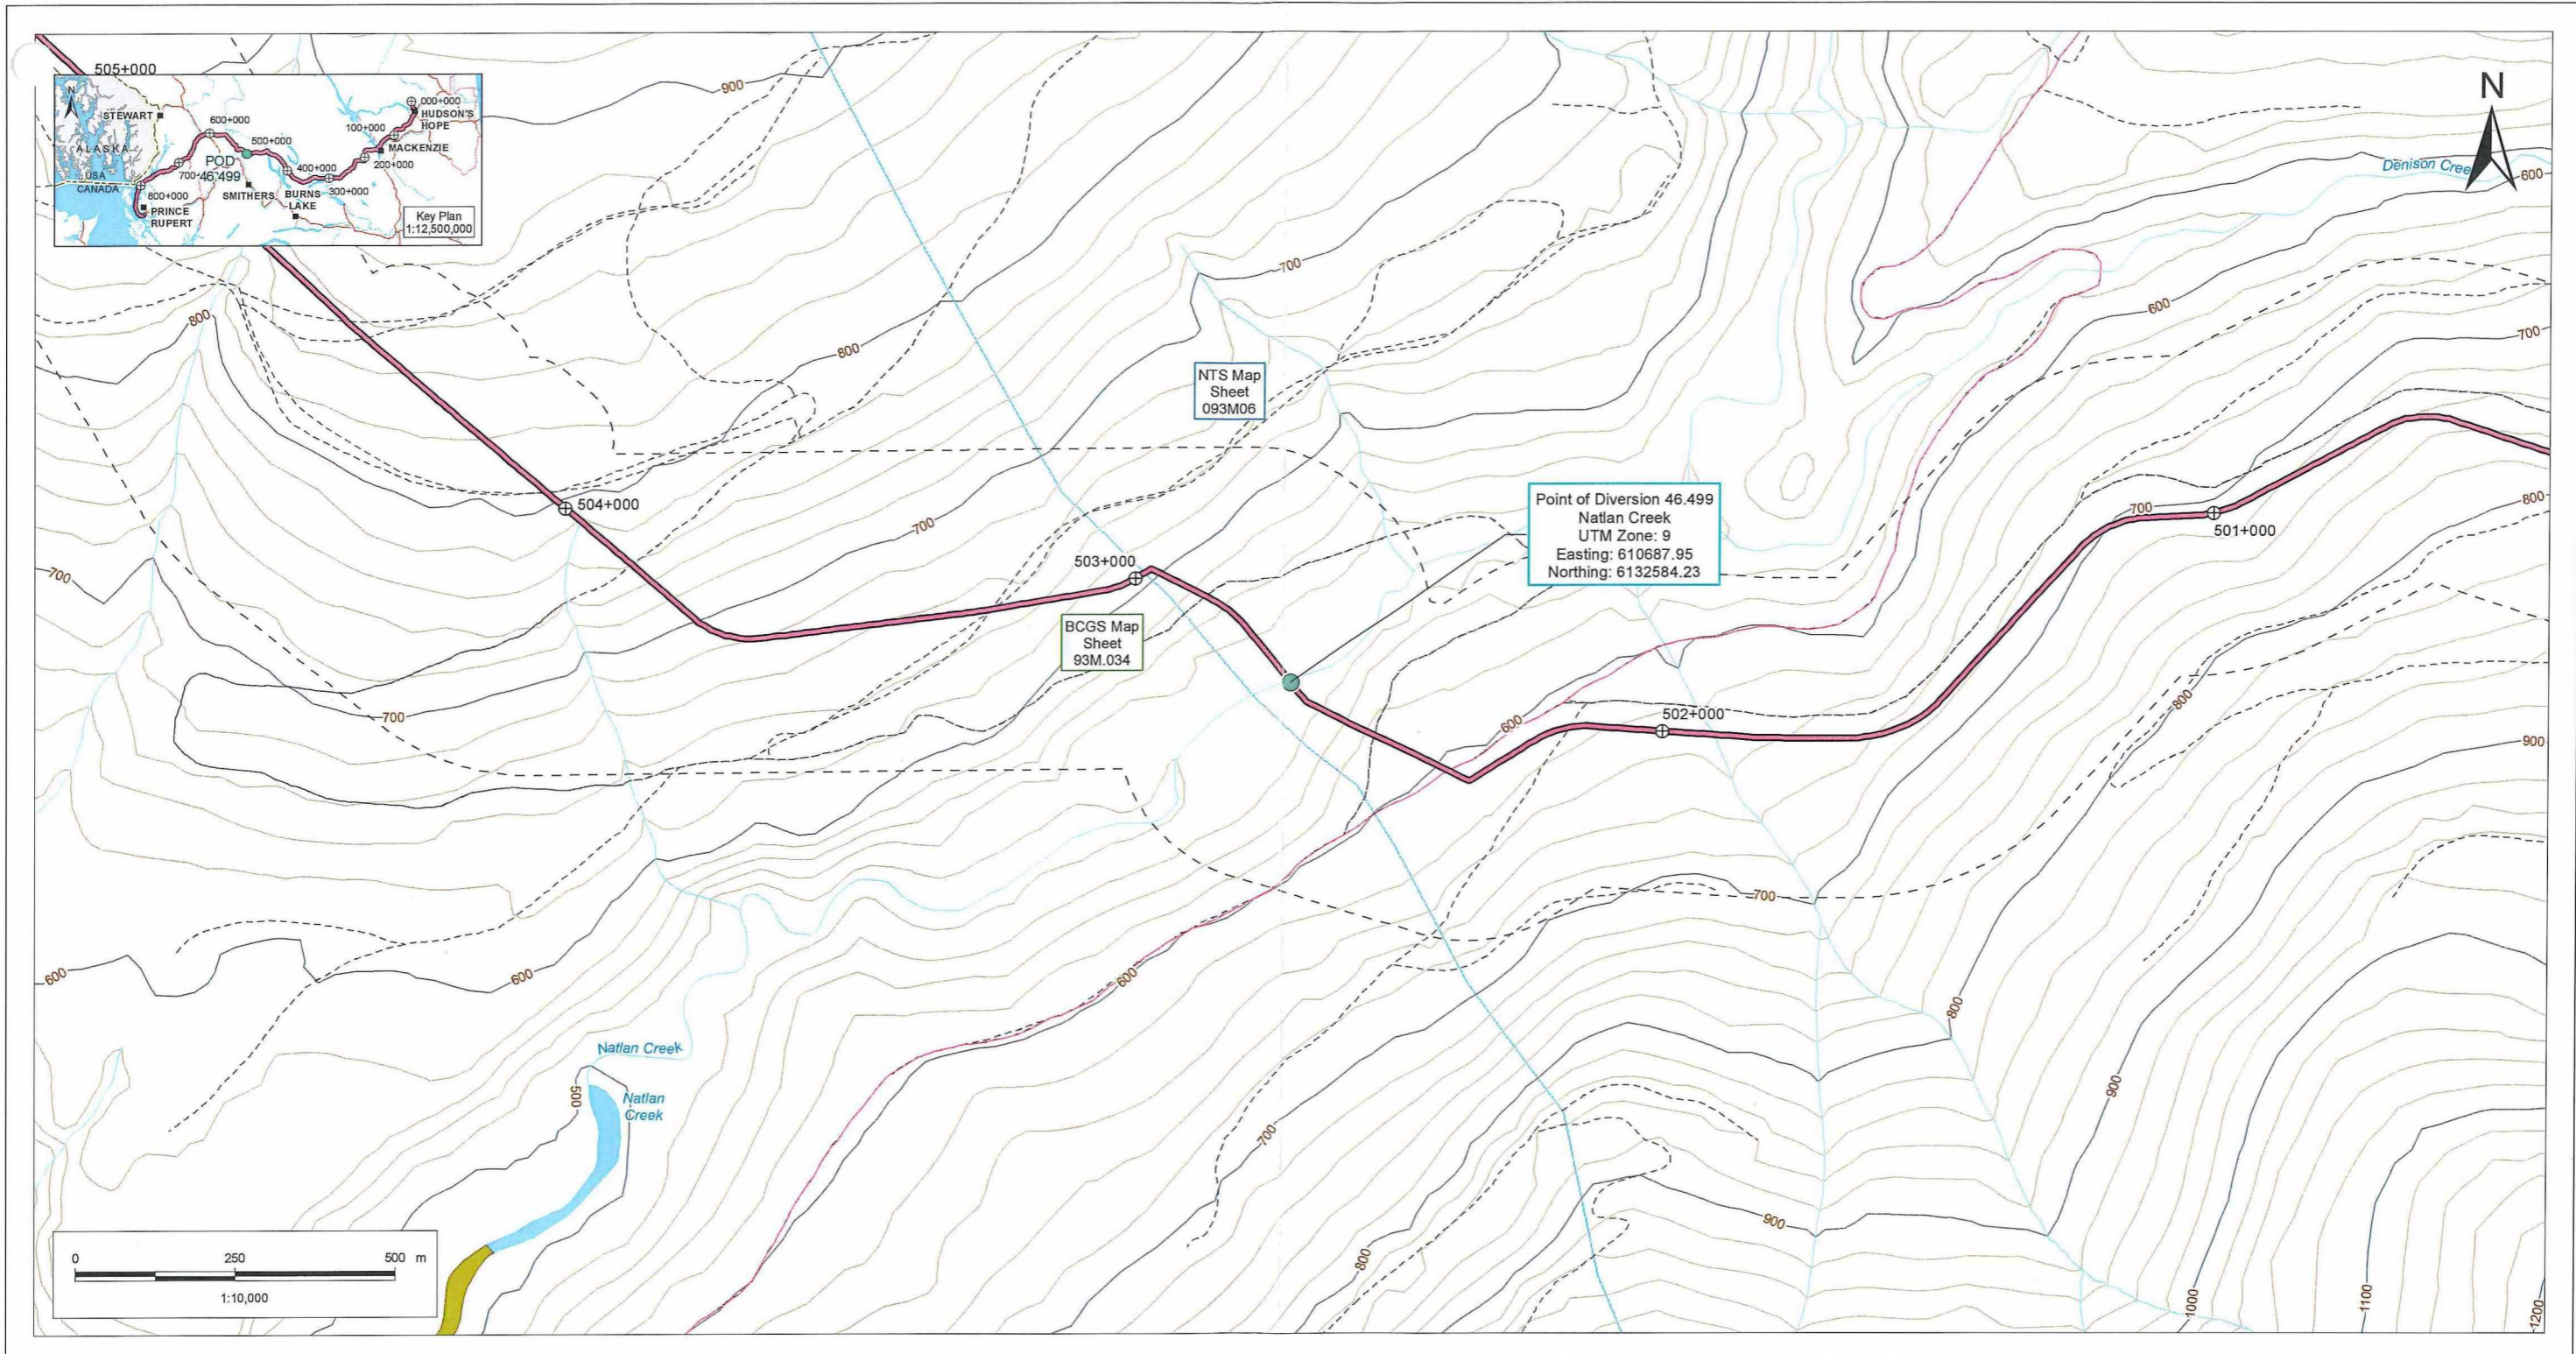 505+000
N
STEWART
ALASKA
USA
CANADA
600+000
500+000
POD
46.499
700+
800+000
PRINCE
RUPERT
SMITHERS
BURNS
LAKE
400+000
300+000
200+000
100+000
000+000
HUDSON'S
HOPE
MACKENZIE
Key Plan
1:12,500,000
N
900
Denison Cree
600
700
800
600
700
800
NTS Map
Sheet
093M06
504+000
700
503+000
Point of Diversion 46.499
Natlan Creek
UTM Zone: 9
Easting: 610687.95
Northing: 6132584.23
700
501+000
800
700
BCGS Map
Sheet
93M.034
700
600
502+000
800
900
700
600
600
600
800
Natlan Creek
500
Natlan
Creek
700
900
800
900
1000
1100
1200
0 250 500 m
1:10,000